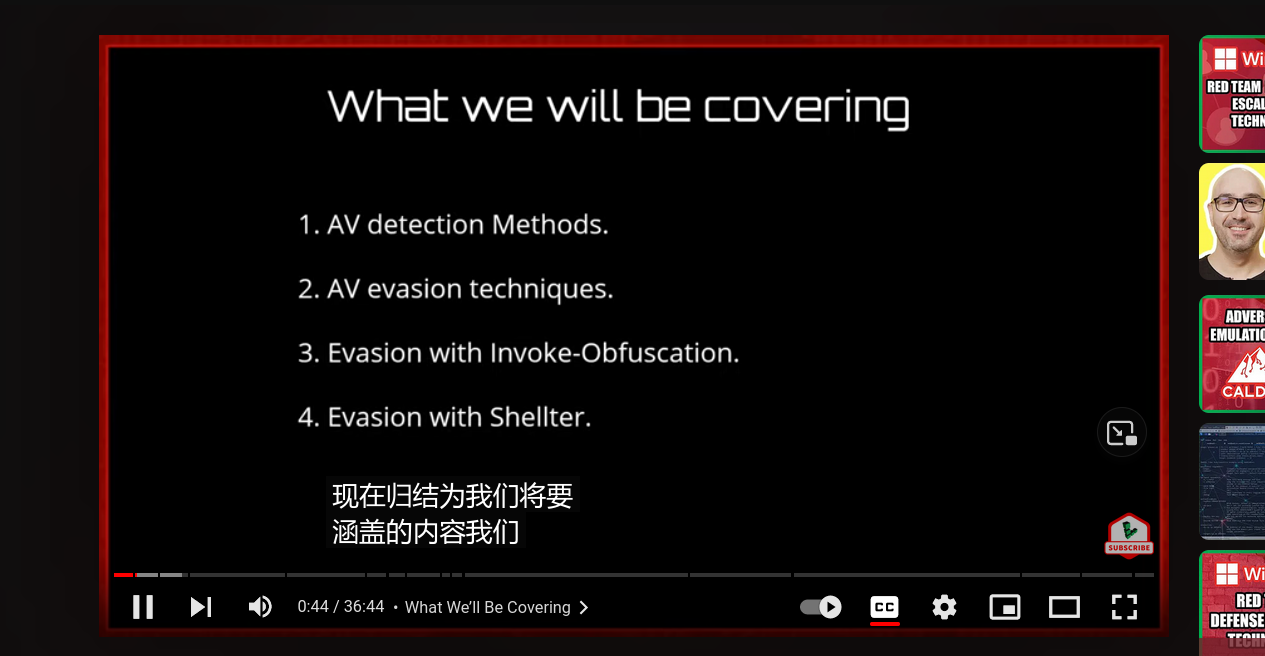 What we will be covering
1. AV detection Methods.
2. AV evasion techniques.
3. Evasion with Invoke-Obfuscation.
4. Evasion with Shellter.
现在归结为我们将要
涵盖的内容我们
SUBSCRIBE
0:44 / 36:44 • What We’ll Be Covering
CC
Wi
RED TEAM
ESCAL
TECHN
ADVER
EMULATIO
CALD
Wi
RED
DEFENSE
TECHN